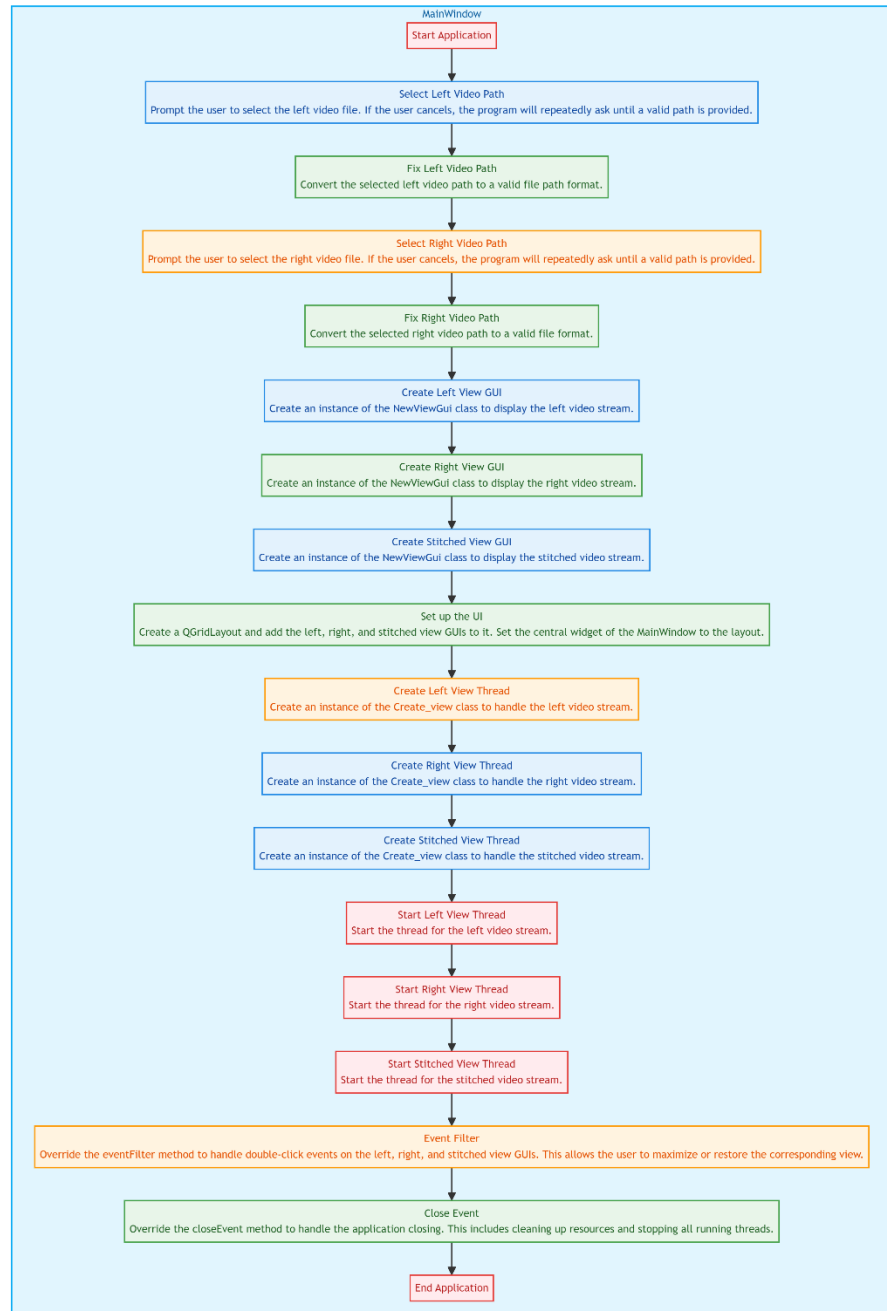 MainWindow
Start Application
Select Left Video Path
Prompt the user to select the left video file. If the user cancels, the program will repeatedly ask until a valid path is provided.
Fix Left Video Path
Convert the selected left video path to a valid file path format.
Select Right Video Path
Prompt the user to select the right video file. If the user cancels, the program will repeatedly ask until a valid path is provided.
Fix Right Video Path
Convert the selected right video path to a valid file format.
Create Left View GUI
Create an instance of the NewViewGui class to display the left video stream.
Create Right View GUI
Create an instance of the NewViewGui class to display the right video stream.
Create Stitched View GUI
Create an instance of the NewViewGui class to display the stitched video stream.
Set up the UI
Create a QGridLayout and add the left, right, and stitched view GUIs to it. Set the central widget of the MainWindow to the layout.
Create Left View Thread
Create an instance of the Create_view class to handle the left video stream.
Create Right View Thread
Create an instance of the Create_view class to handle the right video stream.
Create Stitched View Thread
Create an instance of the Create_view class to handle the stitched video stream.
Start Left View Thread
Start the thread for the left video stream.
Start Right View Thread
Start the thread for the right video stream.
Start Stitched View Thread
Start the thread for the stitched video stream.
Event Filter
Override the eventFilter method to handle double-click events on the left, right, and stitched view GUIs. This allows the user to maximize or restore the corresponding view.
Close Event
Override the closeEvent method to handle the application closing. This includes cleaning up resources and stopping all running threads.
End Application